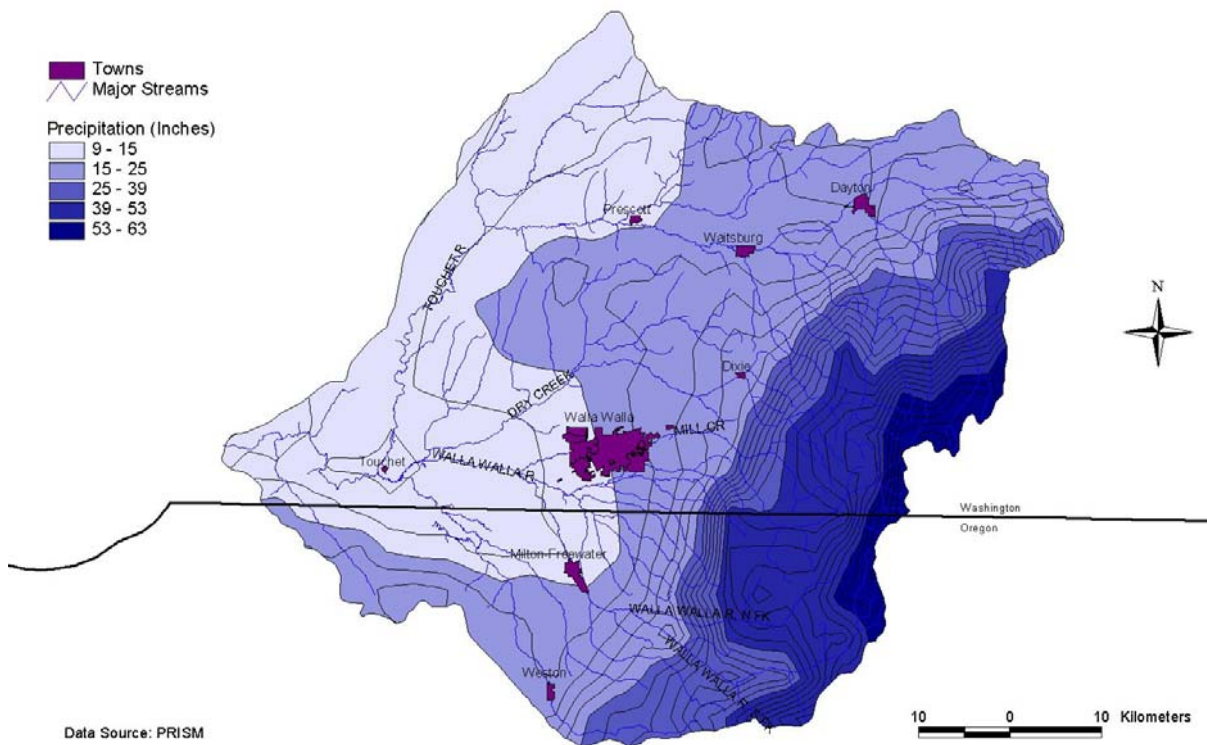 Towns
Major Streams
Precipitation (Inches)
9 - 15
15 - 25
25 - 39
39 - 53
53 - 63
Dayton
Prescott
Waitsburg
TOUCHET R
N
Dixie
DRY CREEK
Walla Walla
MILL CR
WALLA WALLA R
Touchet
Washington
Oregon
Milton-Freewater
WALLA WALLA R, N FK
WALLA WALLA R,
Weston
Data Source: PRISM
10 0 10 Kilometers